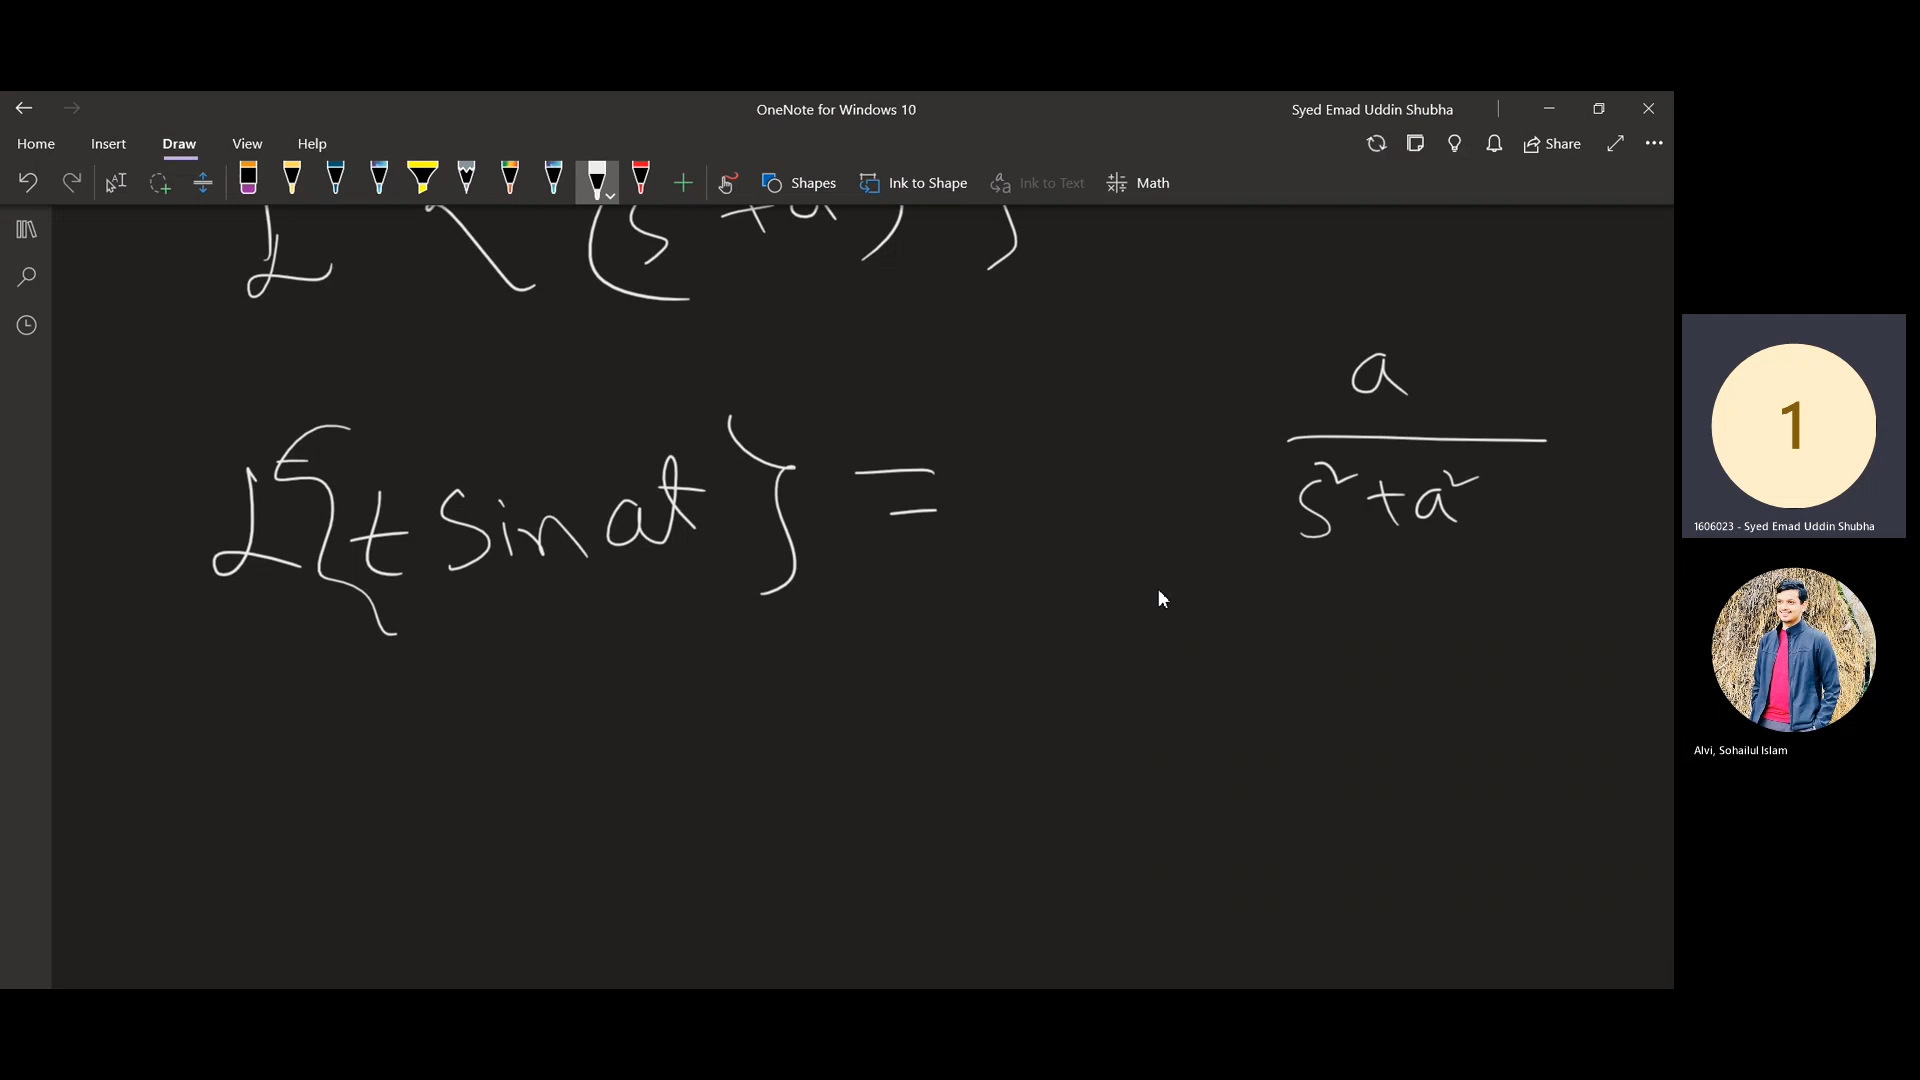 OneNote for Windows 10
Syed Emad Uddin Shubha
Home Insert Draw View Help
Share
Shapes Ink to Shape Ink to Text Math
ℒ { (s + a ) }
a
ℒ{t sin at} =
s² + a²
1
1606023 - Syed Emad Uddin Shubha
Alvi, Sohailul Islam